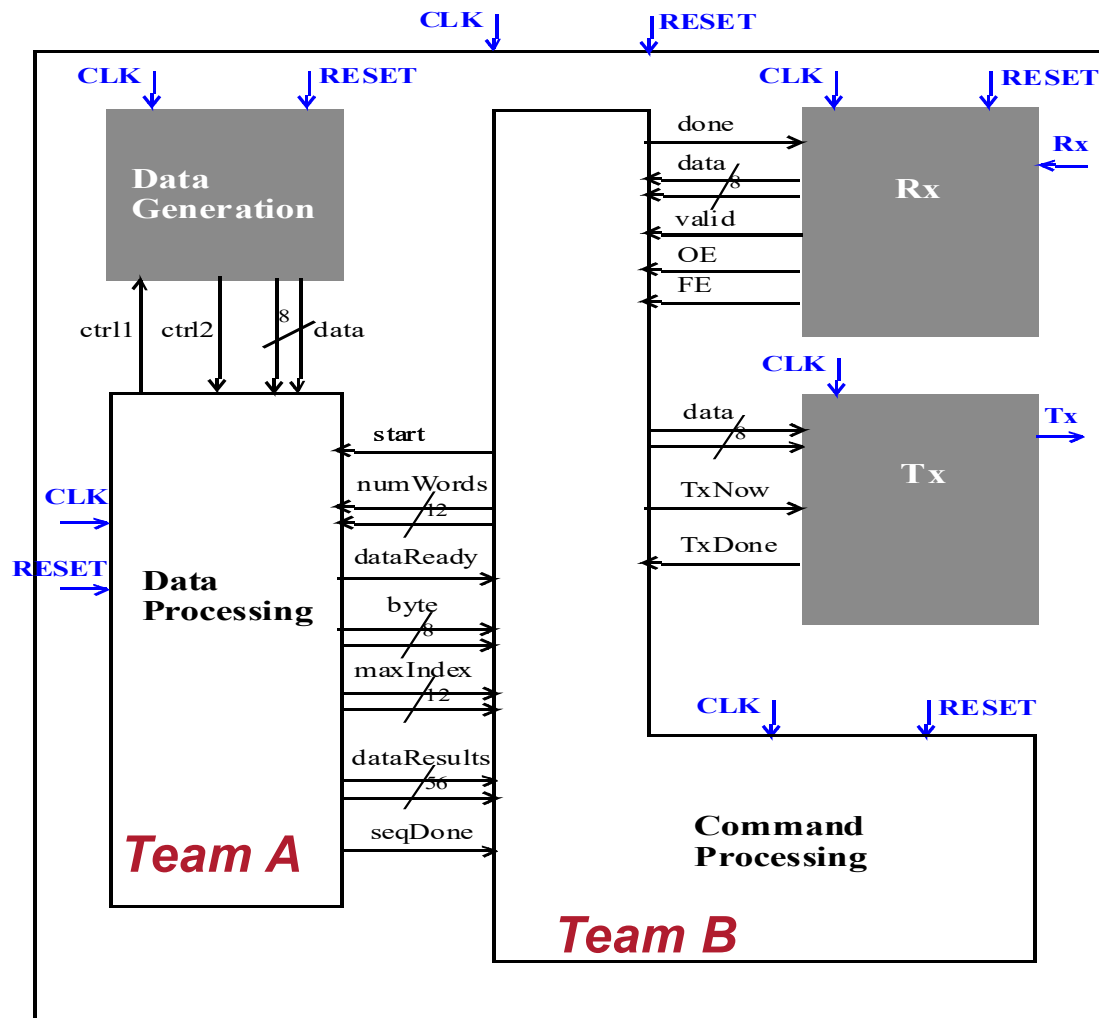 CLK
RESET
CLK
RESET
CLK
RESET
Data
Generation
done
data
8
valid
OE
FE
Rx
Rx
ctrl1
ctrl2
8
data
CLK
data
8
Tx
TxNow
TxDone
Tx
start
numWords
12
CLK
RESET
dataReady
Data
Processing
byte
8
maxIndex
12
dataResults
56
seqDone
CLK
RESET
Command
Processing
Team A
Team B